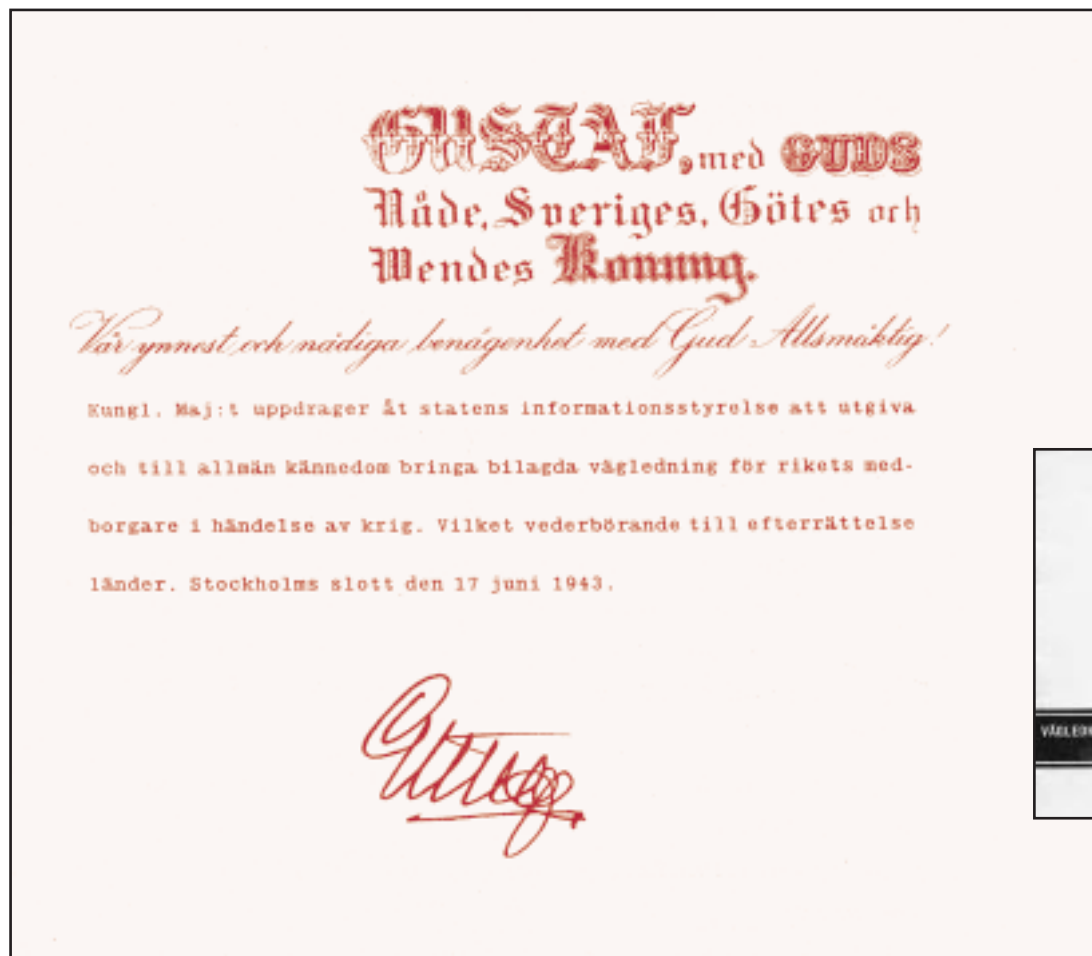 GUSTAF, med GUDS
Nåde, Sveriges, Götes och
Wendes Konung.
Vår ynnest och nådiga benägenhet med Gud Allsmäktig!
Kungl. Maj:t uppdrager åt statens informationsstyrelse att utgiva
och till allmän kännedom bringa bilagda vägledning för rikets med-
borgare i händelse av krig. Vilket vederbörande till efterrättelse
länder. Stockholms slott den 17 juni 1943.
Gustaf